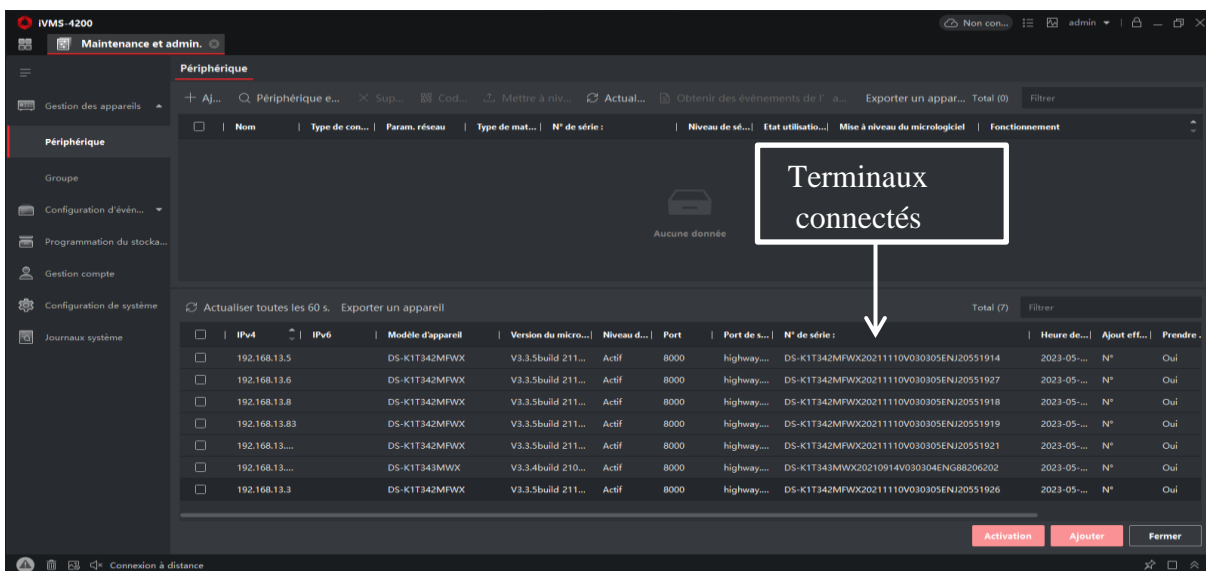 iVMS-4200 Non con... admin
Maintenance et admin.
Périphérique
Gestion des appareils
Périphérique
Groupe
Configuration d'évén...
Programmation du stocka...
Gestion compte
Configuration de système
Journaux système
Aj... Périphérique e... Sup... Cod... Mettre à niv... Actual... Obtenir des événements de l' a... Exporter un appar... Total (0) Filtrer
Nom Type de con... Param. réseau Type de mat... N° de série : Niveau de sé... Etat utilisatio... Mise à niveau du micrologiciel Fonctionnement
Terminaux
connectés
Aucune donnée
Actualiser toutes les 60 s. Exporter un appareil Total (7) Filtrer
IPv4 IPv6 Modèle d'appareil Version du micro... Niveau d... Port Port de s... N° de série : Heure de... Ajout eff... Prendre .
192.168.13.5 DS-K1T342MFWX V3.3.5build 211... Actif 8000 highway.... DS-K1T342MFWX20211110V030305ENJ20551914 2023-05-... N° Oui
192.168.13.6 DS-K1T342MFWX V3.3.5build 211... Actif 8000 highway.... DS-K1T342MFWX20211110V030305ENJ20551927 2023-05-... N° Oui
192.168.13.8 DS-K1T342MFWX V3.3.5build 211... Actif 8000 highway.... DS-K1T342MFWX20211110V030305ENJ20551918 2023-05-... N° Oui
192.168.13.83 DS-K1T342MFWX V3.3.5build 211... Actif 8000 highway.... DS-K1T342MFWX20211110V030305ENJ20551919 2023-05-... N° Oui
192.168.13.... DS-K1T342MFWX V3.3.5build 211... Actif 8000 highway.... DS-K1T342MFWX20211110V030305ENJ20551921 2023-05-... N° Oui
192.168.13.... DS-K1T343MWX V3.3.4build 210... Actif 8000 highway.... DS-K1T343MWX20210914V030304ENG88206202 2023-05-... N° Oui
192.168.13.3 DS-K1T342MFWX V3.3.5build 211... Actif 8000 highway.... DS-K1T342MFWX20211110V030305ENJ20551926 2023-05-... N° Oui
Activation Ajouter Fermer
Connexion à distance